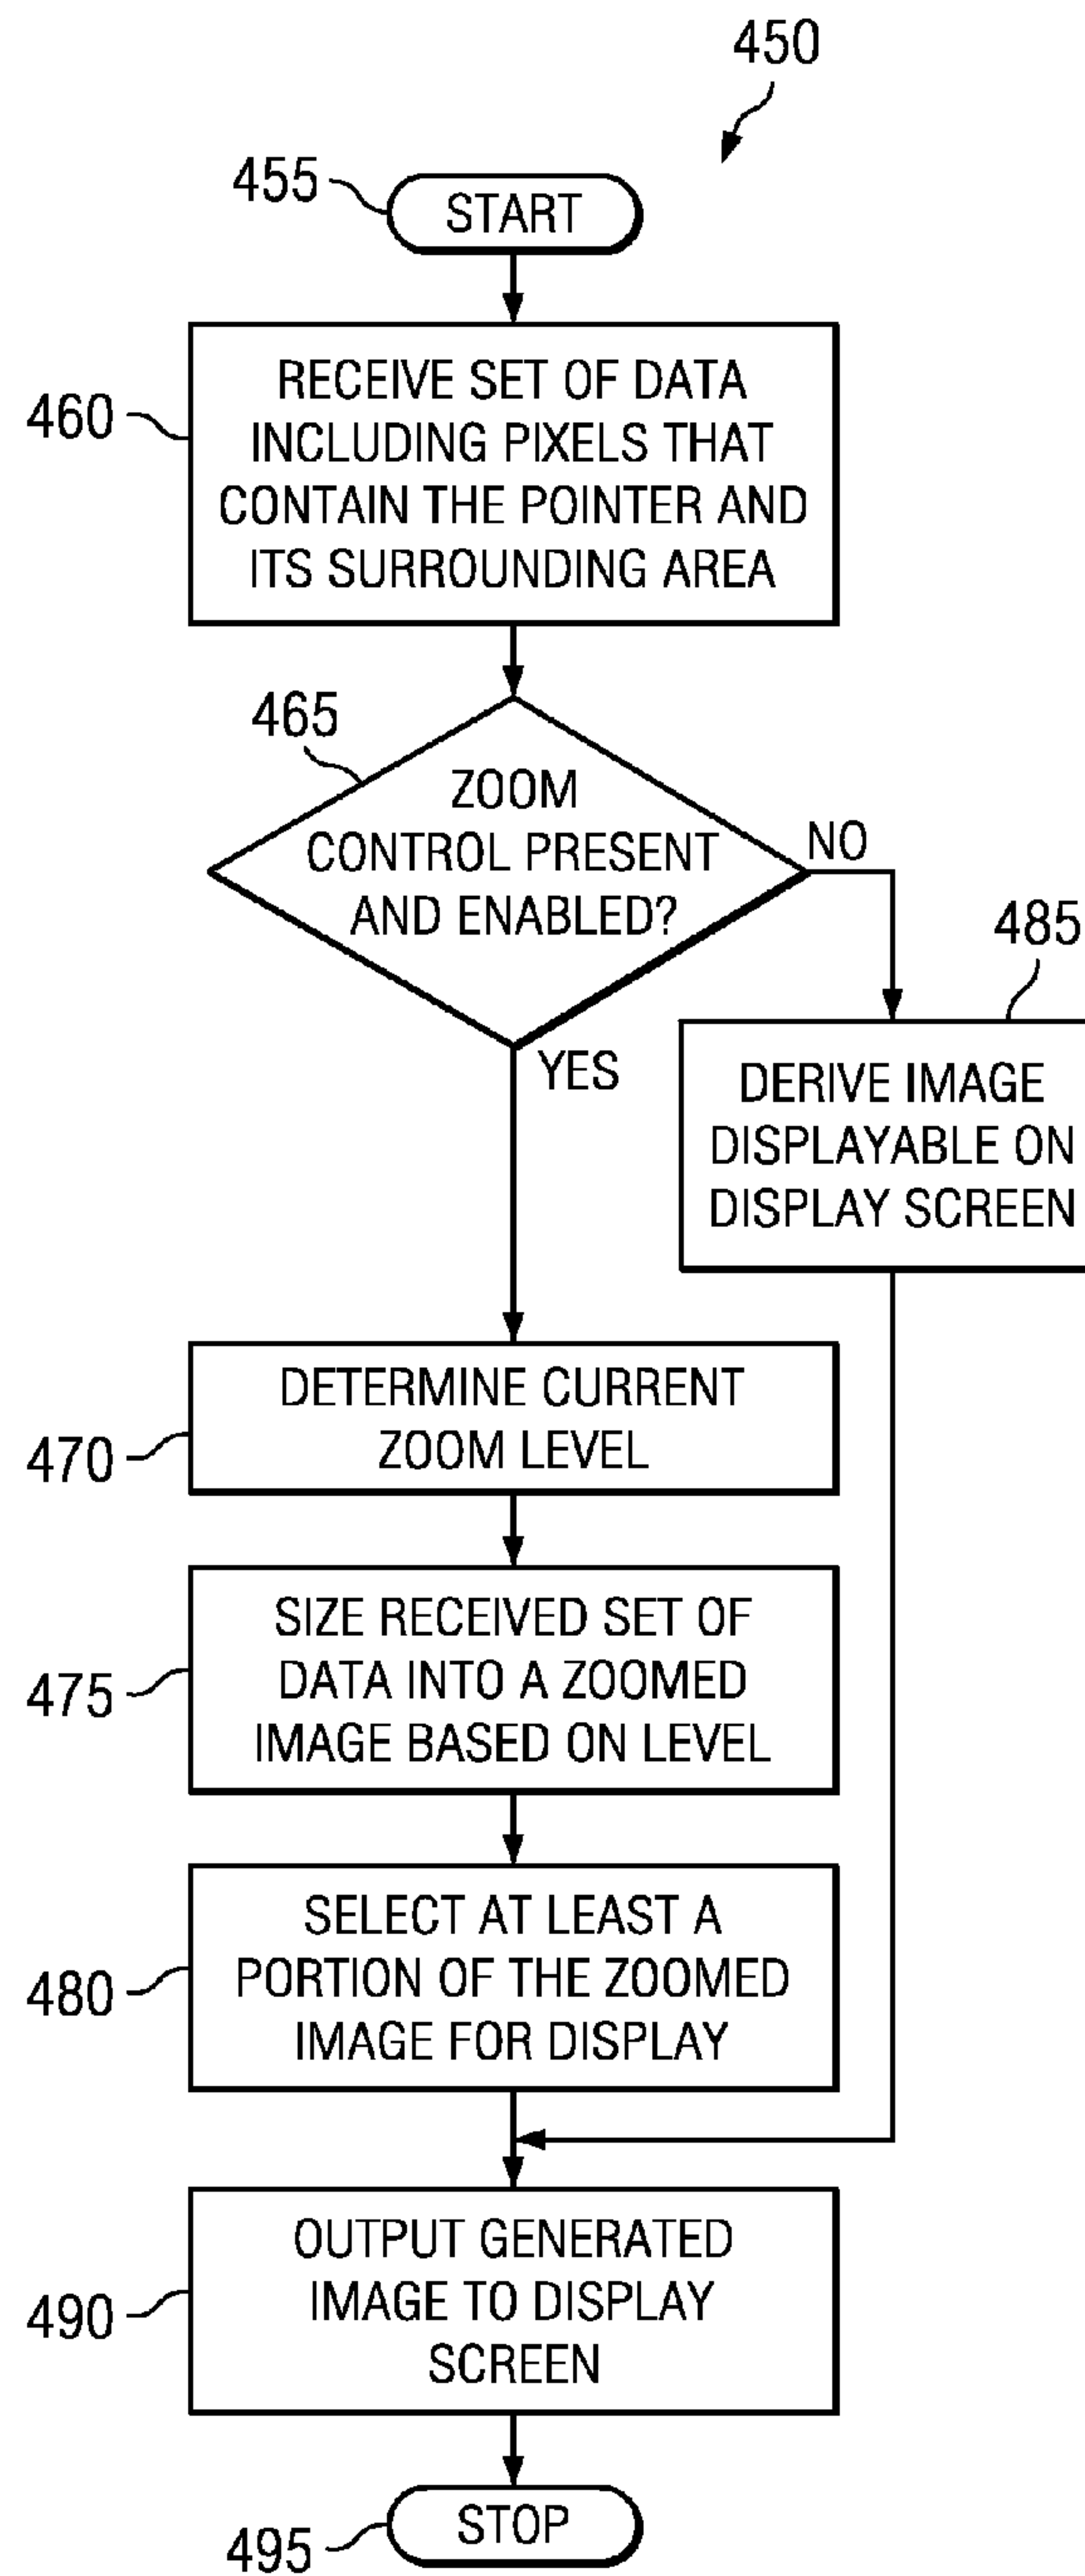 450
455
START
460
RECEIVE SET OF DATA
INCLUDING PIXELS THAT
CONTAIN THE POINTER AND
ITS SURROUNDING AREA
465
ZOOM
CONTROL PRESENT
AND ENABLED?
NO
YES
485
DERIVE IMAGE
DISPLAYABLE ON
DISPLAY SCREEN
470
DETERMINE CURRENT
ZOOM LEVEL
475
SIZE RECEIVED SET OF
DATA INTO A ZOOMED
IMAGE BASED ON LEVEL
480
SELECT AT LEAST A
PORTION OF THE ZOOMED
IMAGE FOR DISPLAY
490
OUTPUT GENERATED
IMAGE TO DISPLAY
SCREEN
495
STOP